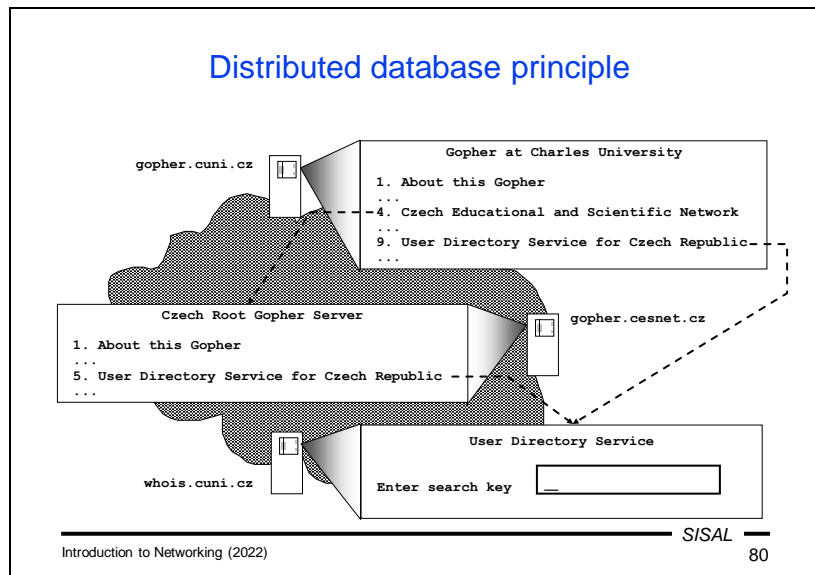 Distributed database principle
gopher.cuni.cz
Gopher at Charles University
1. About this Gopher
...
4. Czech Educational and Scientific Network
...
9. User Directory Service for Czech Republic
...
Czech Root Gopher Server
1. About this Gopher
...
5. User Directory Service for Czech Republic
...
gopher.cesnet.cz
whois.cuni.cz
User Directory Service
Enter search key __
SISAL
Introduction to Networking (2022)
80